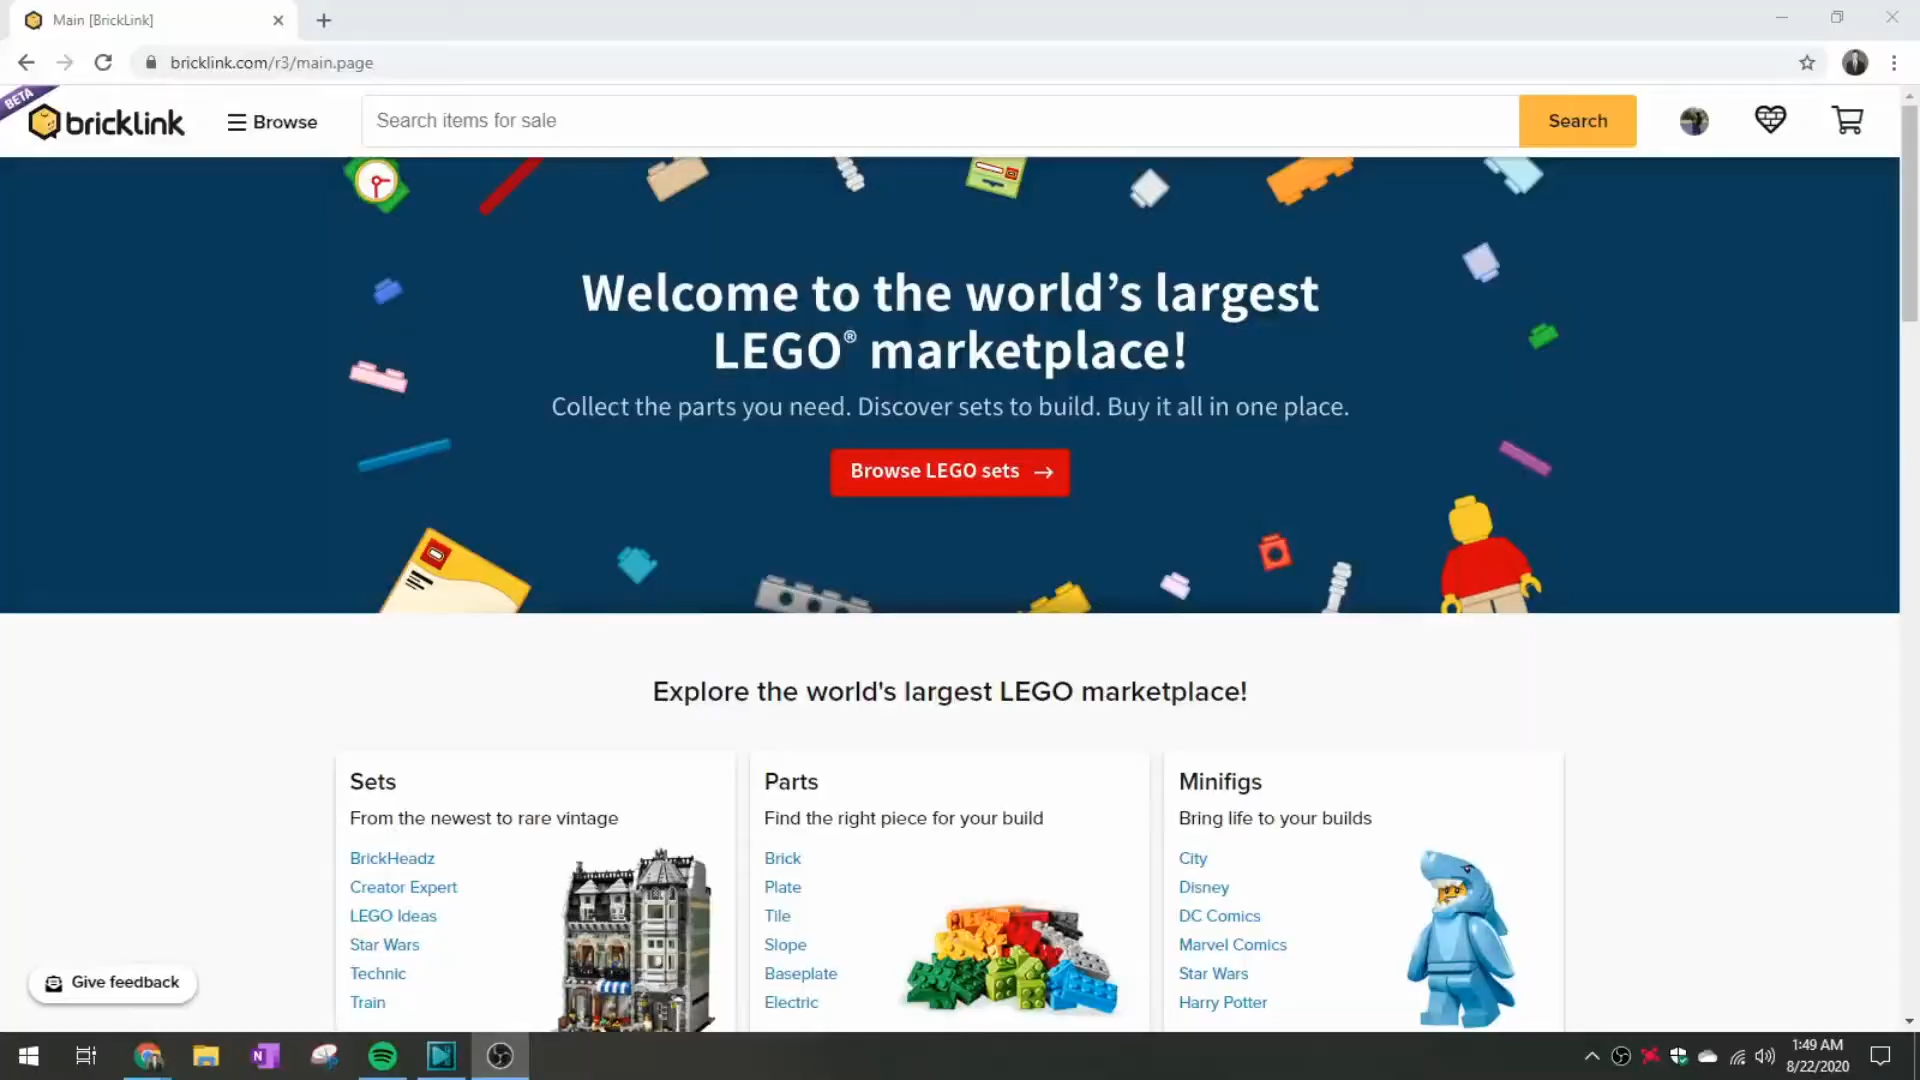 Main [BrickLink]
bricklink.com/r3/main.page
BETA
bricklink
Browse
Search items for sale
Search
Welcome to the world's largest
LEGO® marketplace!
Collect the parts you need. Discover sets to build. Buy it all in one place.
Browse LEGO sets →
Explore the world's largest LEGO marketplace!
Sets
From the newest to rare vintage
BrickHeadz
Creator Expert
LEGO Ideas
Star Wars
Technic
Train
Parts
Find the right piece for your build
Brick
Plate
Tile
Slope
Baseplate
Electric
Minifigs
Bring life to your builds
City
Disney
DC Comics
Marvel Comics
Star Wars
Harry Potter
Give feedback
1:49 AM
8/22/2020